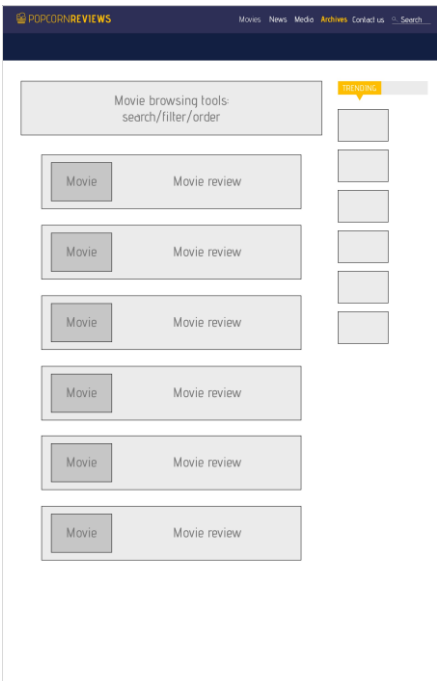 POPCORNREVIEWS
Movies News Media Archives Contact us Search
TRENDING
Movie browsing tools:
search/filter/order
Movie Movie review
Movie Movie review
Movie Movie review
Movie Movie review
Movie Movie review
Movie Movie review